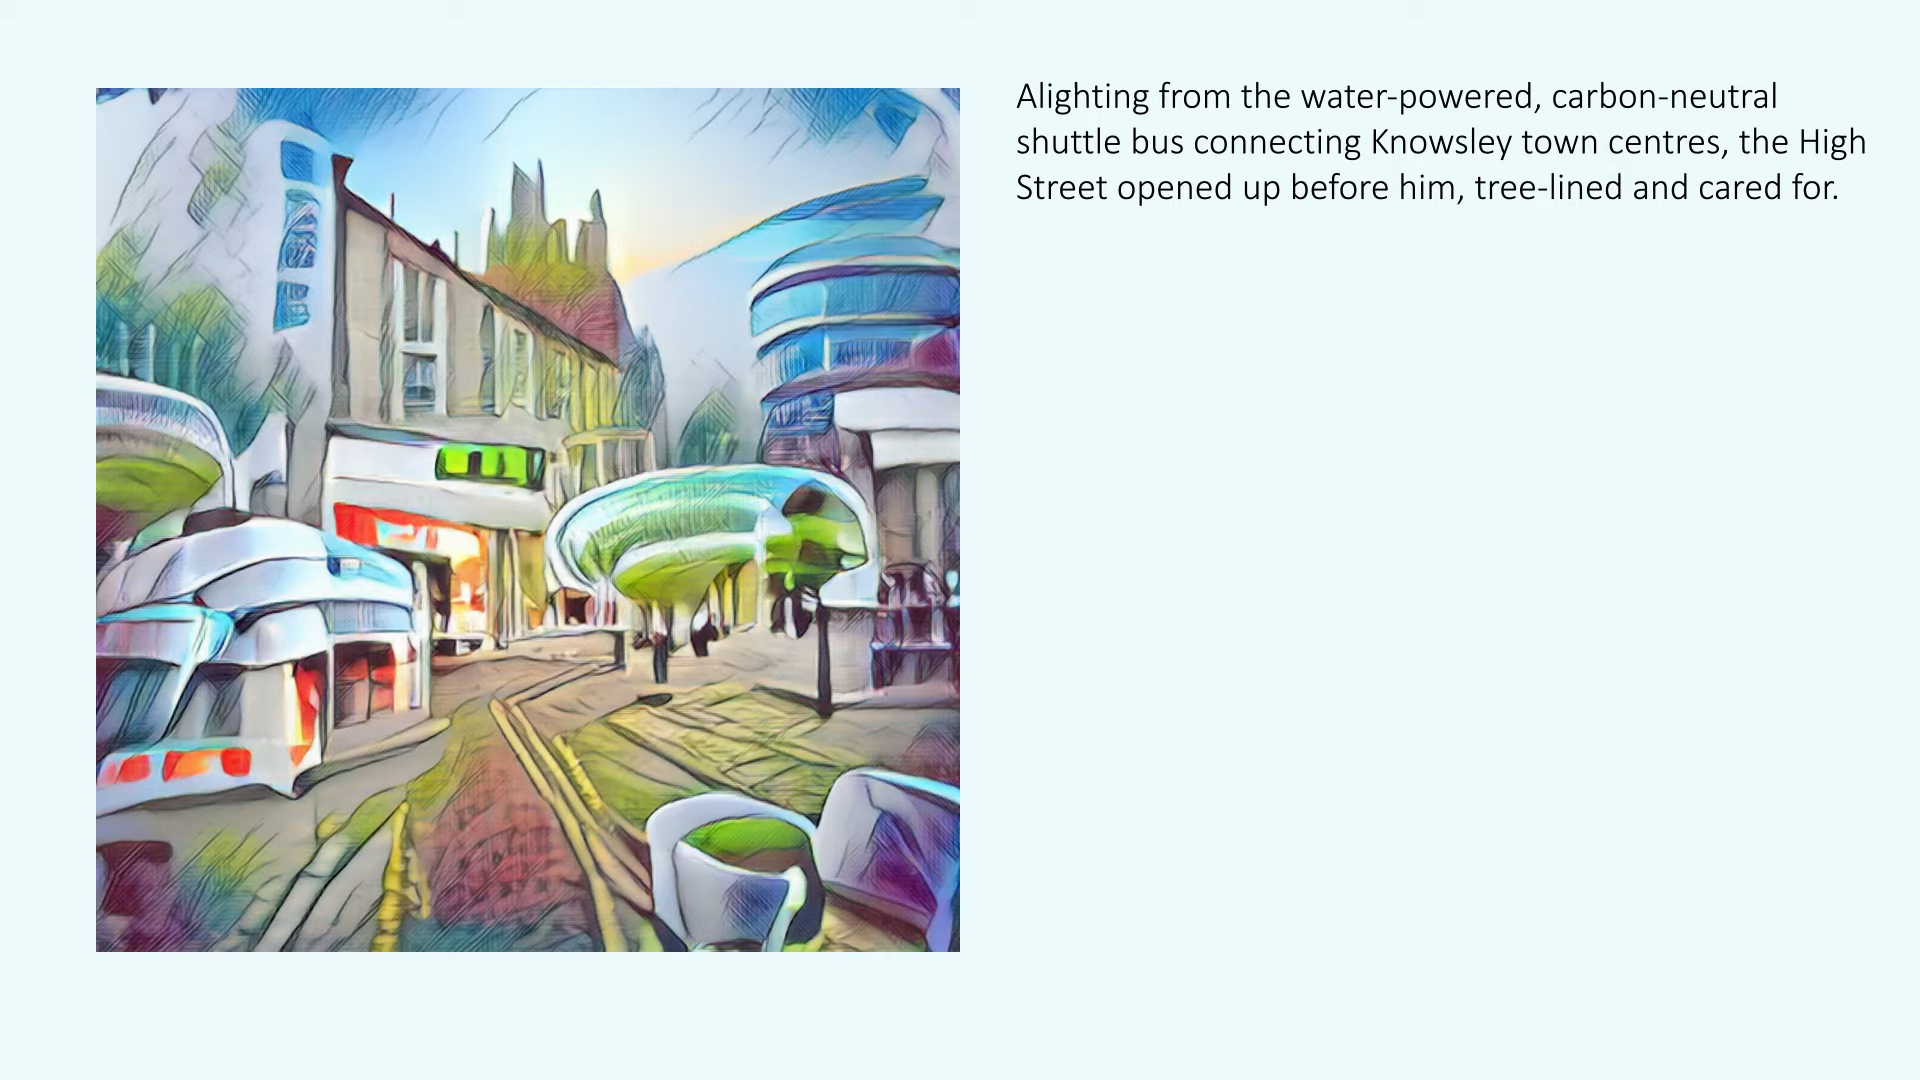 Alighting from the water-powered, carbon-neutral
shuttle bus connecting Knowsley town centres, the High
Street opened up before him, tree-lined and cared for.